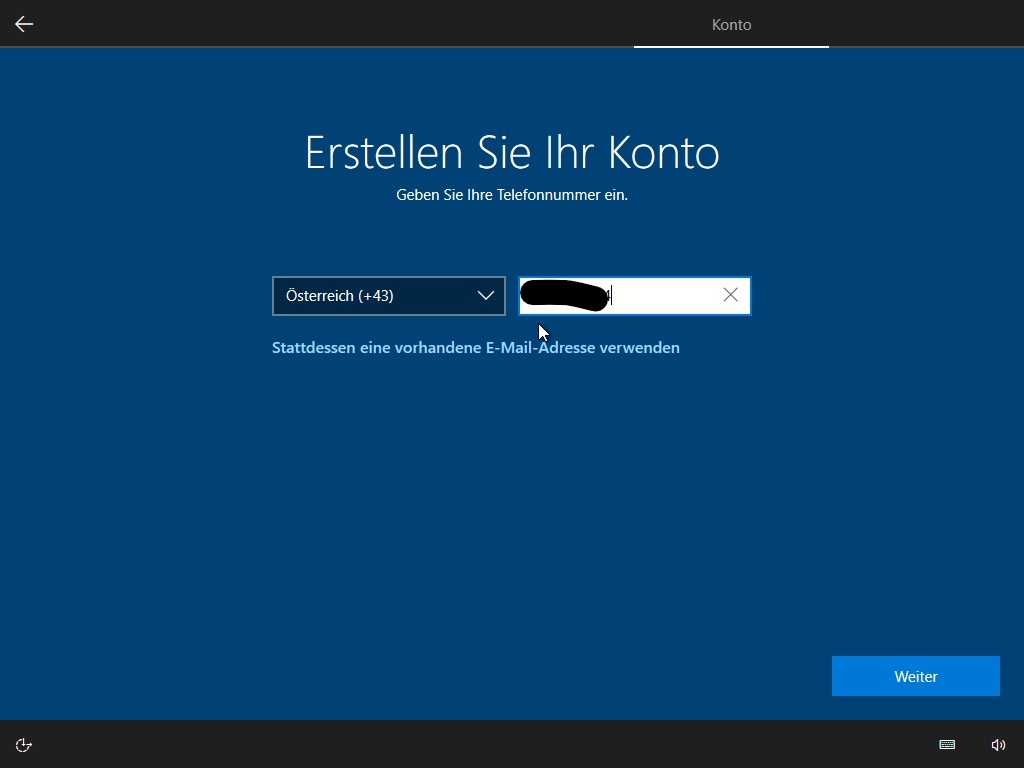 Konto
Erstellen Sie Ihr Konto
Geben Sie Ihre Telefonnummer ein.
Österreich (+43)
Stattdessen eine vorhandene E-Mail-Adresse verwenden
Weiter